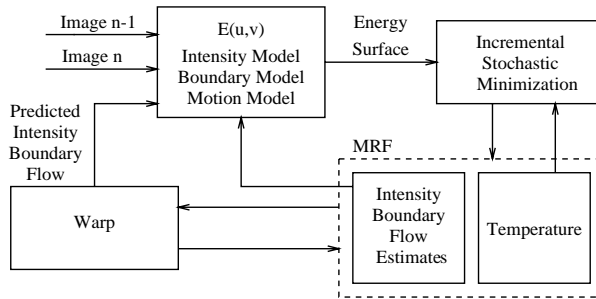 Image n-1
Image n
E(u,v)
Intensity Model
Boundary Model
Motion Model
Energy
Surface
Incremental
Stochastic
Minimization
Predicted
Intensity
Boundary
Flow
MRF
Warp
Intensity
Boundary
Flow
Estimates
Temperature